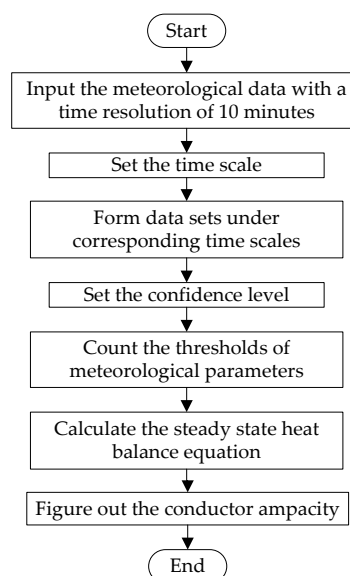 Start
Input the meteorological data with a
time resolution of 10 minutes
Set the time scale
Form data sets under
corresponding time scales
Set the confidence level
Count the thresholds of
meteorological parameters
Calculate the steady state heat
balance equation
Figure out the conductor ampacity
End